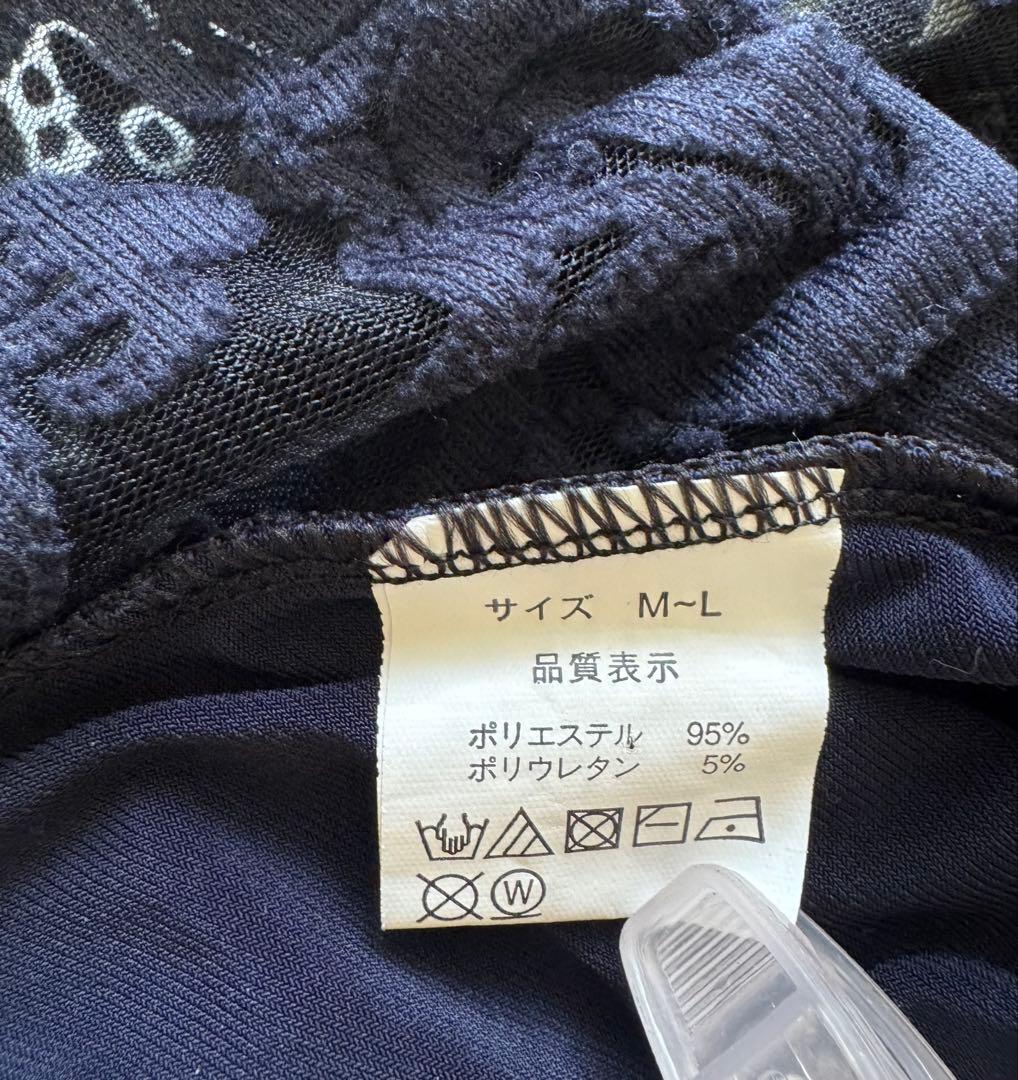 サイズ M~L
品質表示
ポリエステル 95%
ポリウレタン 5%
W